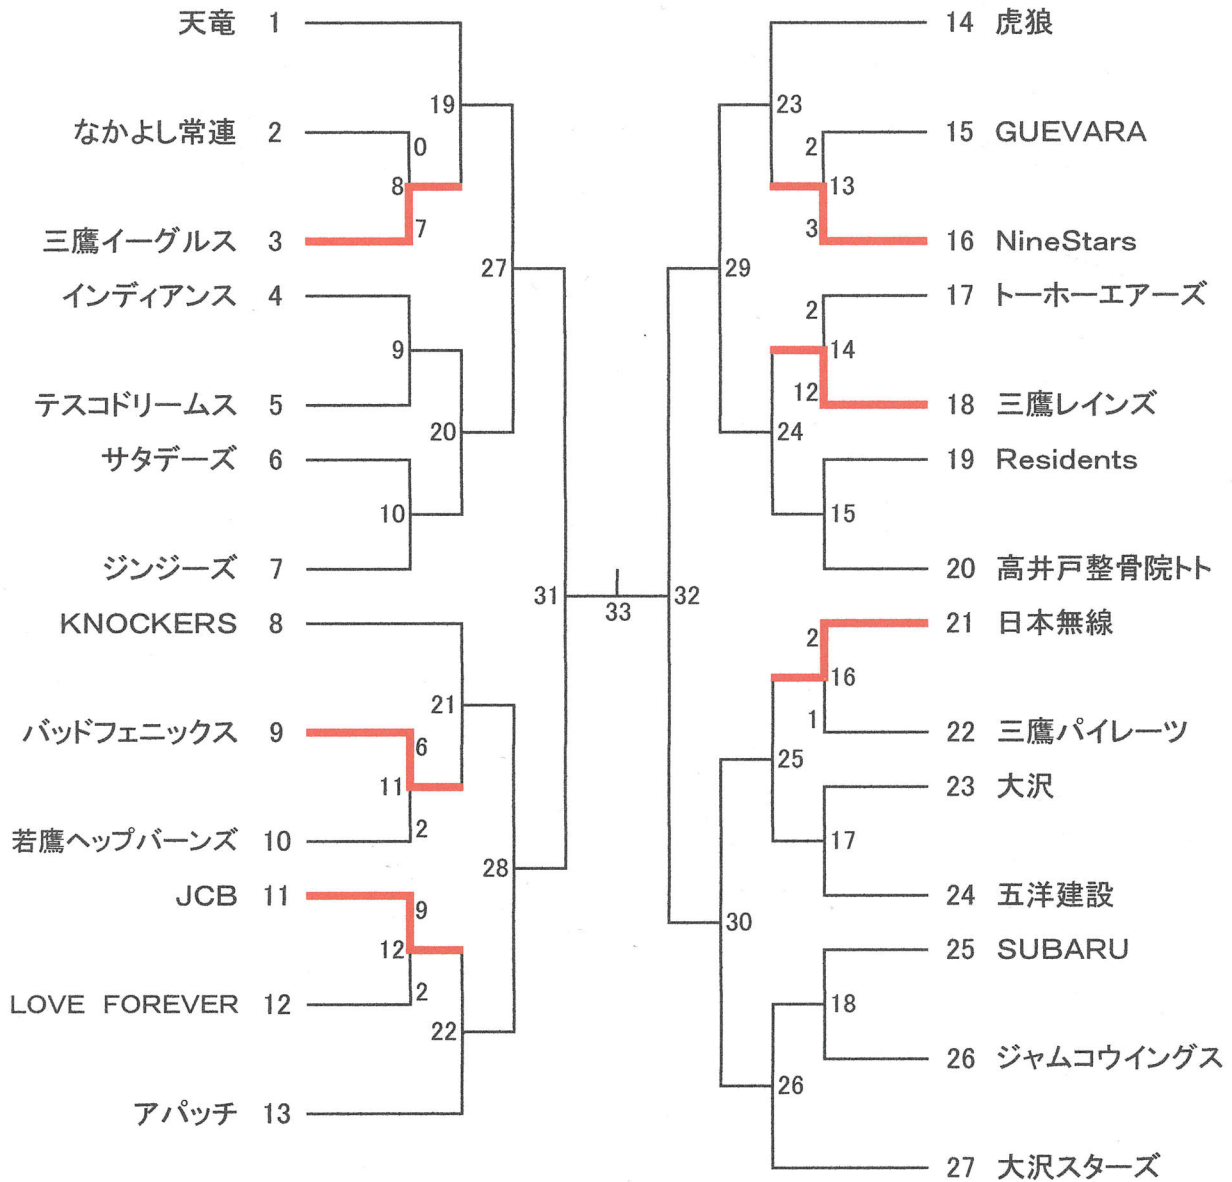 天竜 1
19
なかよし常連 2
0
8
7
三鷹イーグルス 3
27
インディアンス 4
9
テスコドリームス 5
20
サタデーズ 6
10
ジンジーズ 7
31
KNOCKERS 8
21
バッドフェニックス 9
6
11
2
若鷹ヘップバーンズ 10
28
JCB 11
9
12
2
LOVE FOREVER 12
22
アパッチ 13
33
14 虎狼
23
15 GUEVARA
2
13
3
16 NineStars
29
17 トーホーエアーズ
2
14
12
18 三鷹レインズ
24
19 Residents
15
20 高井戸整骨院トト
32
21 日本無線
2
16
1
22 三鷹パイレーツ
25
23 大沢
17
24 五洋建設
30
25 SUBARU
18
26 ジャムコウイングス
26
27 大沢スターズ